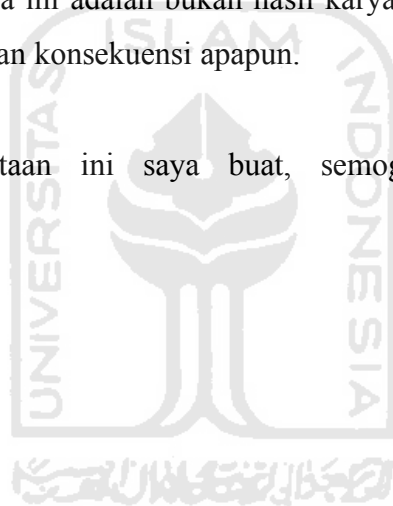 a ini adalah bukan hasil karya
an konsekuensi apapun.
ISLAM
UNIVERSITAS
INDONESIA
taan ini saya buat, semog